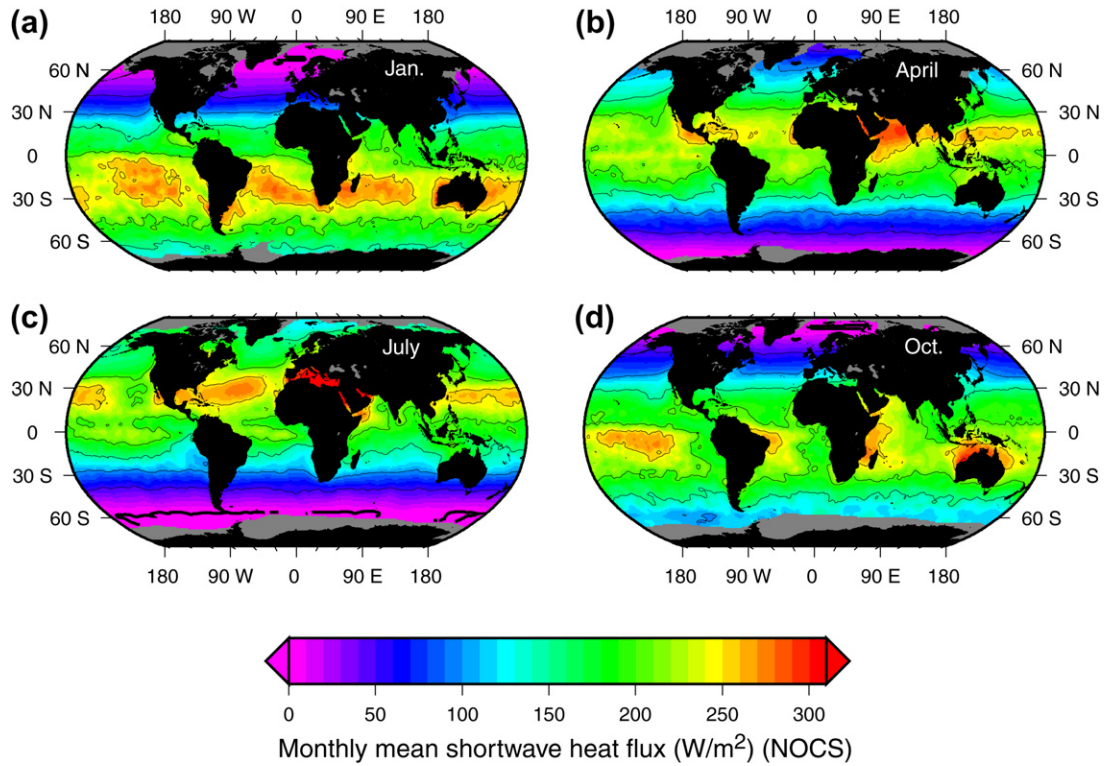 180 90 W 0 90 E 180
(a)
60 N
30 N
0
30 S
60 S
Jan.
180 90 W 0 90 E 180
(b)
April
60 N
30 N
0
30 S
60 S
(c)
60 N
30 N
0
30 S
60 S
July
180 90 W 0 90 E 180
(d)
Oct.
60 N
30 N
0
30 S
60 S
180 90 W 0 90 E 180
0 50 100 150 200 250 300
Monthly mean shortwave heat flux (W/m²) (NOCS)